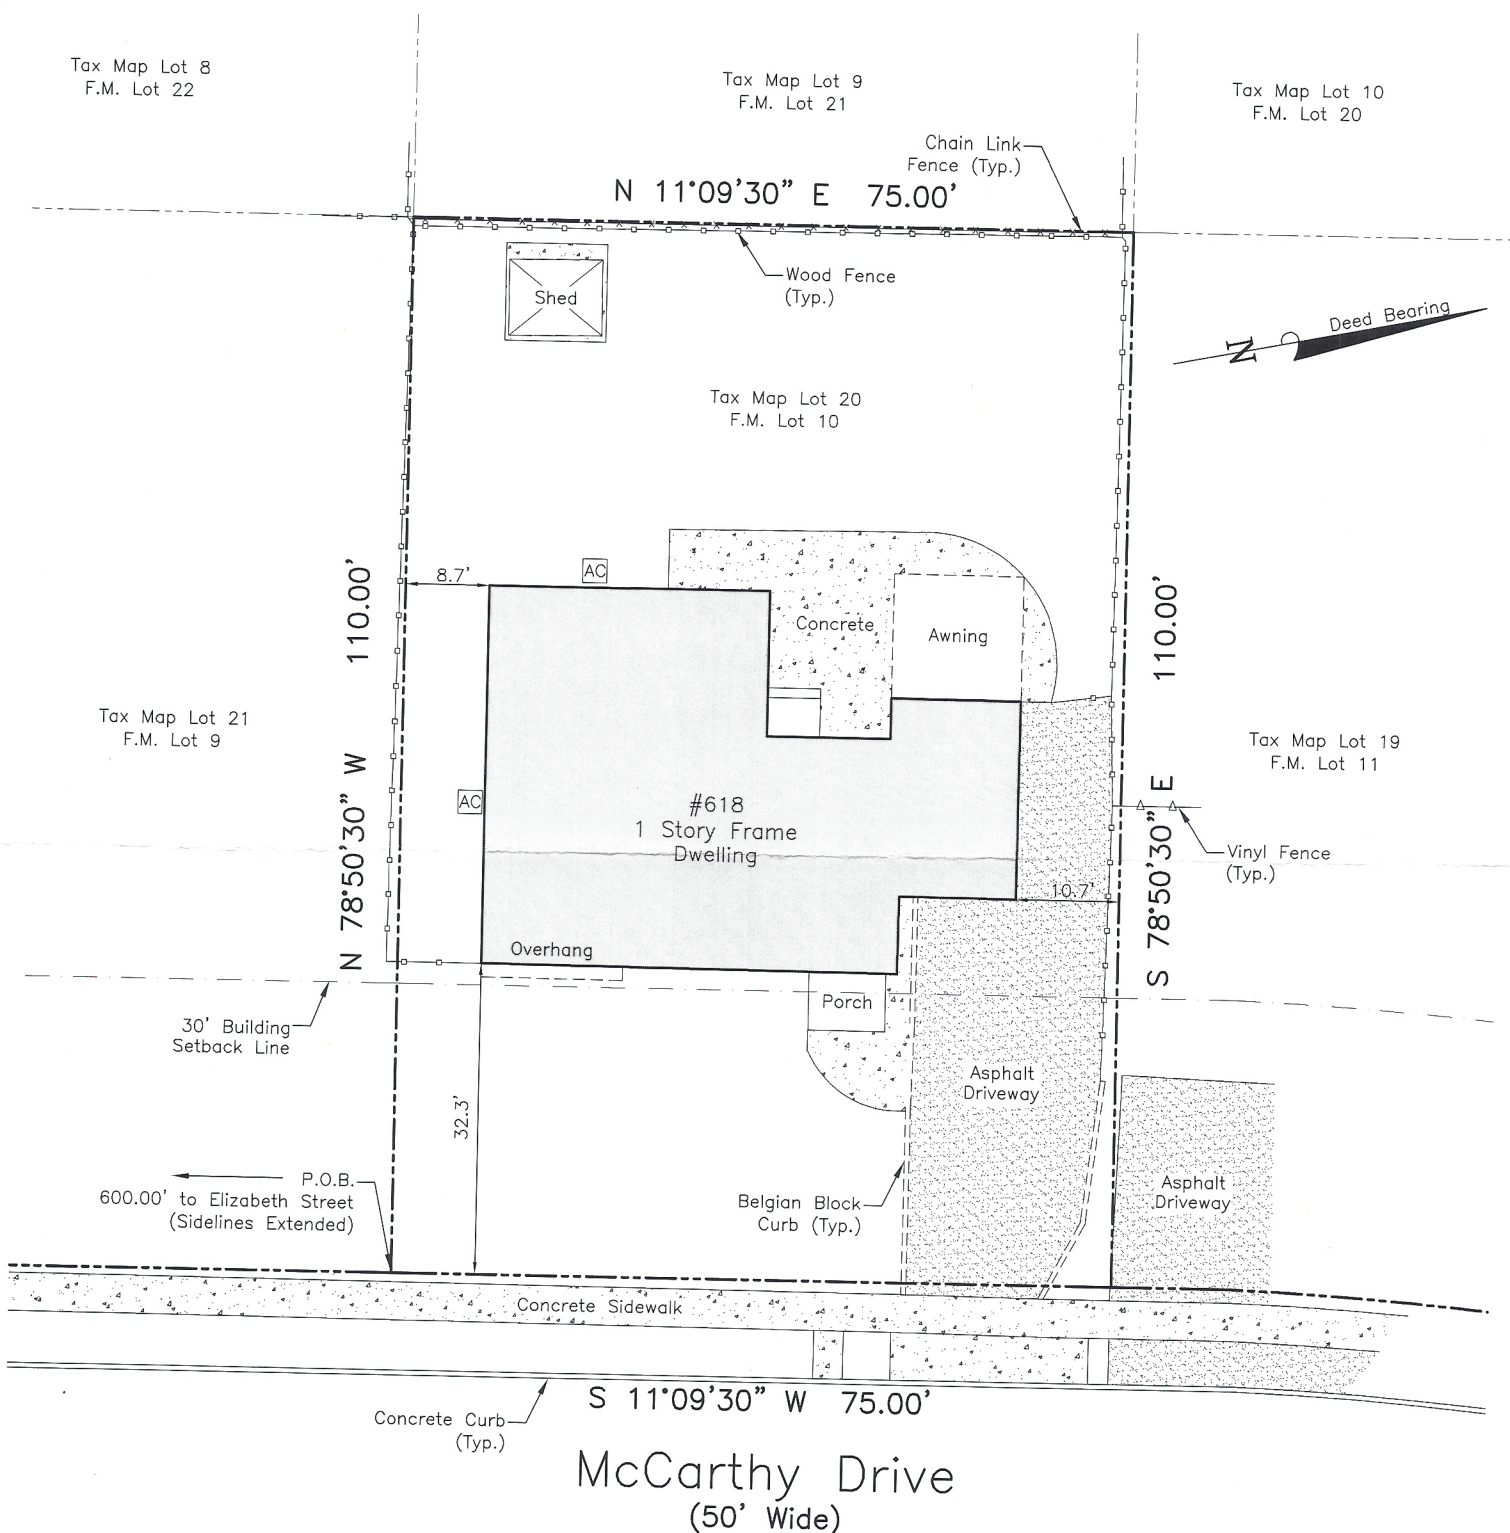 Tax Map Lot 8
F.M. Lot 22
Tax Map Lot 9
F.M. Lot 21
Tax Map Lot 10
F.M. Lot 20
Chain Link
Fence (Typ.)
N 11°09'30" E 75.00'
Wood Fence
(Typ.)
Shed
Deed Bearing
N
Tax Map Lot 20
F.M. Lot 10
AC
8.7'
110.00'
N 78°50'30" W
Concrete
Awning
110.00'
S 78°50'30" E
Tax Map Lot 21
F.M. Lot 9
Tax Map Lot 19
F.M. Lot 11
AC
#618
1 Story Frame
Dwelling
Vinyl Fence
(Typ.)
10.7'
Overhang
Porch
30' Building
Setback Line
Asphalt
Driveway
32.3'
P.O.B.
600.00' to Elizabeth Street
(Sidelines Extended)
Belgian Block
Curb (Typ.)
Asphalt
Driveway
Concrete Sidewalk
S 11°09'30" W 75.00'
Concrete Curb
(Typ.)
McCarthy Drive
(50' Wide)